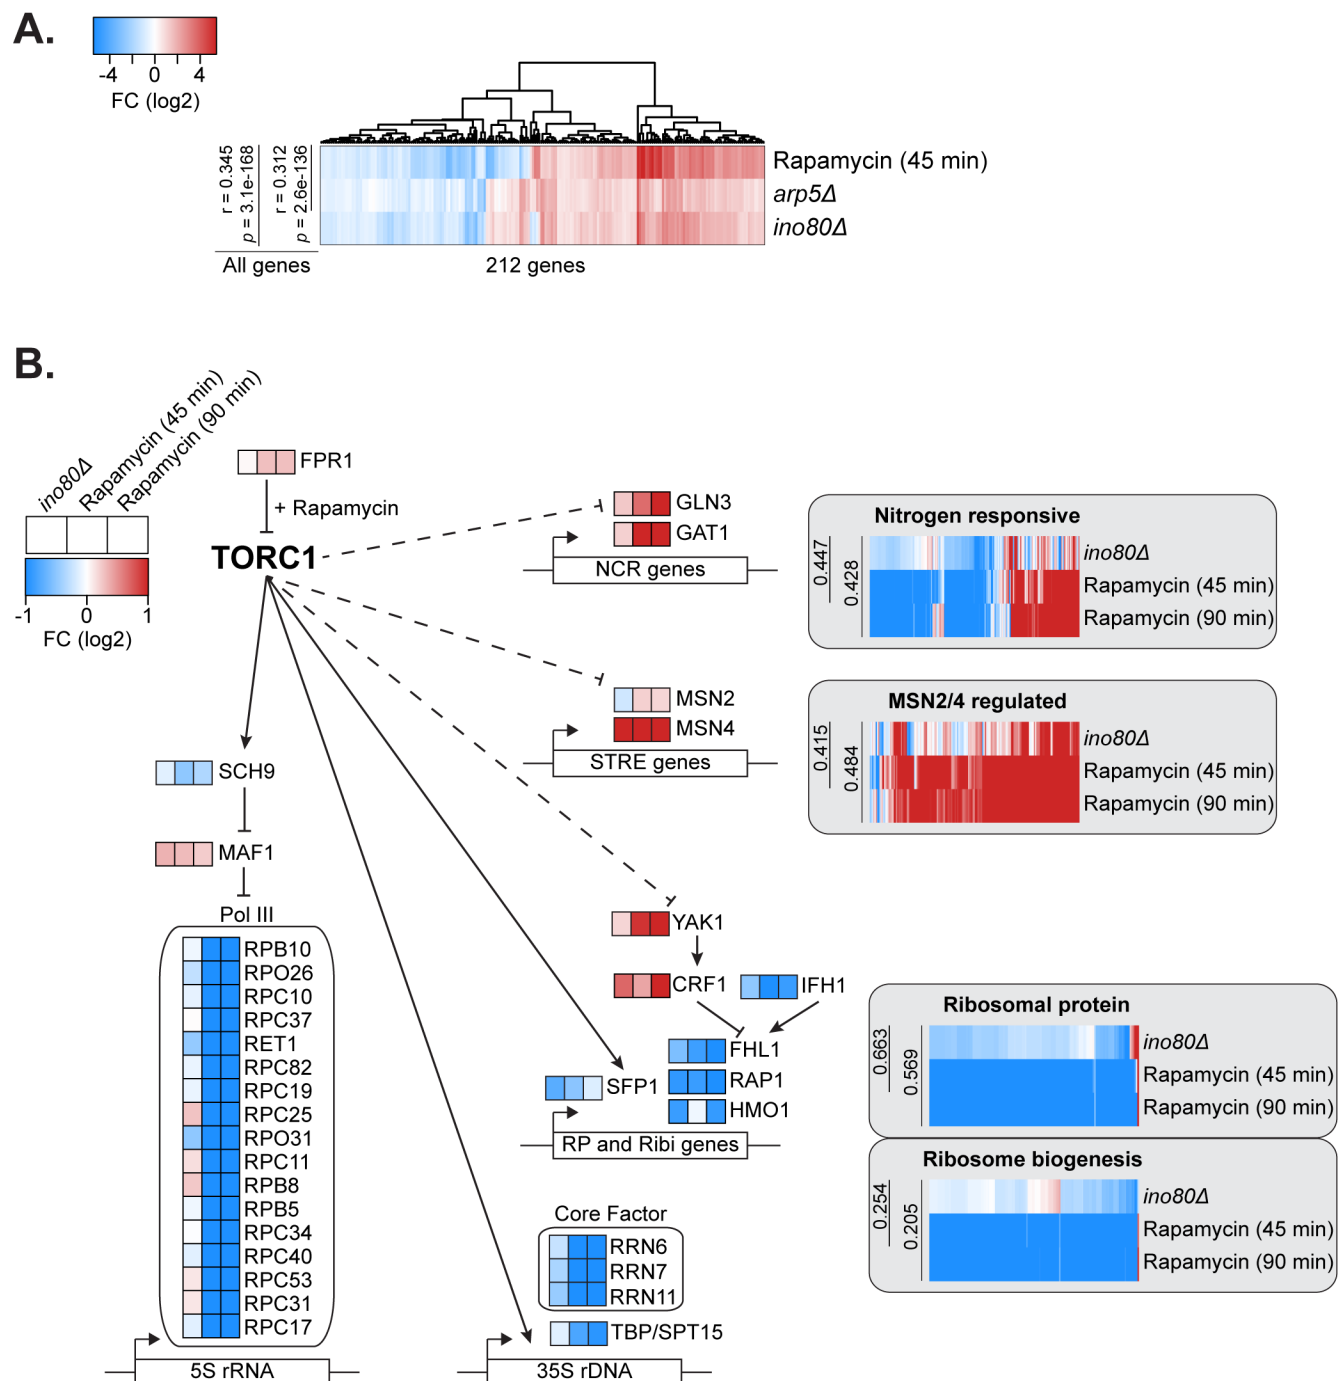 A.
-4 0 4
FC (log2)
r = 0.345
p = 3.1e-168
r = 0.312
p = 2.6e-136
Rapamycin (45 min)
arp5Δ
ino80Δ
All genes
212 genes
B.
ino80Δ
Rapamycin (45 min)
Rapamycin (90 min)
-1 0 1
FC (log2)
FPR1
+ Rapamycin
TORC1
GLN3
GAT1
NCR genes
Nitrogen responsive
0.447
0.428
ino80Δ
Rapamycin (45 min)
Rapamycin (90 min)
MSN2
MSN4
STRE genes
MSN2/4 regulated
0.415
0.484
ino80Δ
Rapamycin (45 min)
Rapamycin (90 min)
SCH9
MAF1
Pol III
RPB10
RPO26
RPC10
RPC37
RET1
RPC82
RPC19
RPC25
RPO31
RPC11
RPB8
RPB5
RPC34
RPC40
RPC53
RPC31
RPC17
5S rRNA
YAK1
CRF1
IFH1
FHL1
RAP1
HMO1
SFP1
RP and Ribi genes
Ribosomal protein
0.663
0.569
ino80Δ
Rapamycin (45 min)
Rapamycin (90 min)
Ribosome biogenesis
0.254
0.205
ino80Δ
Rapamycin (45 min)
Rapamycin (90 min)
Core Factor
RRN6
RRN7
RRN11
TBP/SPT15
35S rDNA